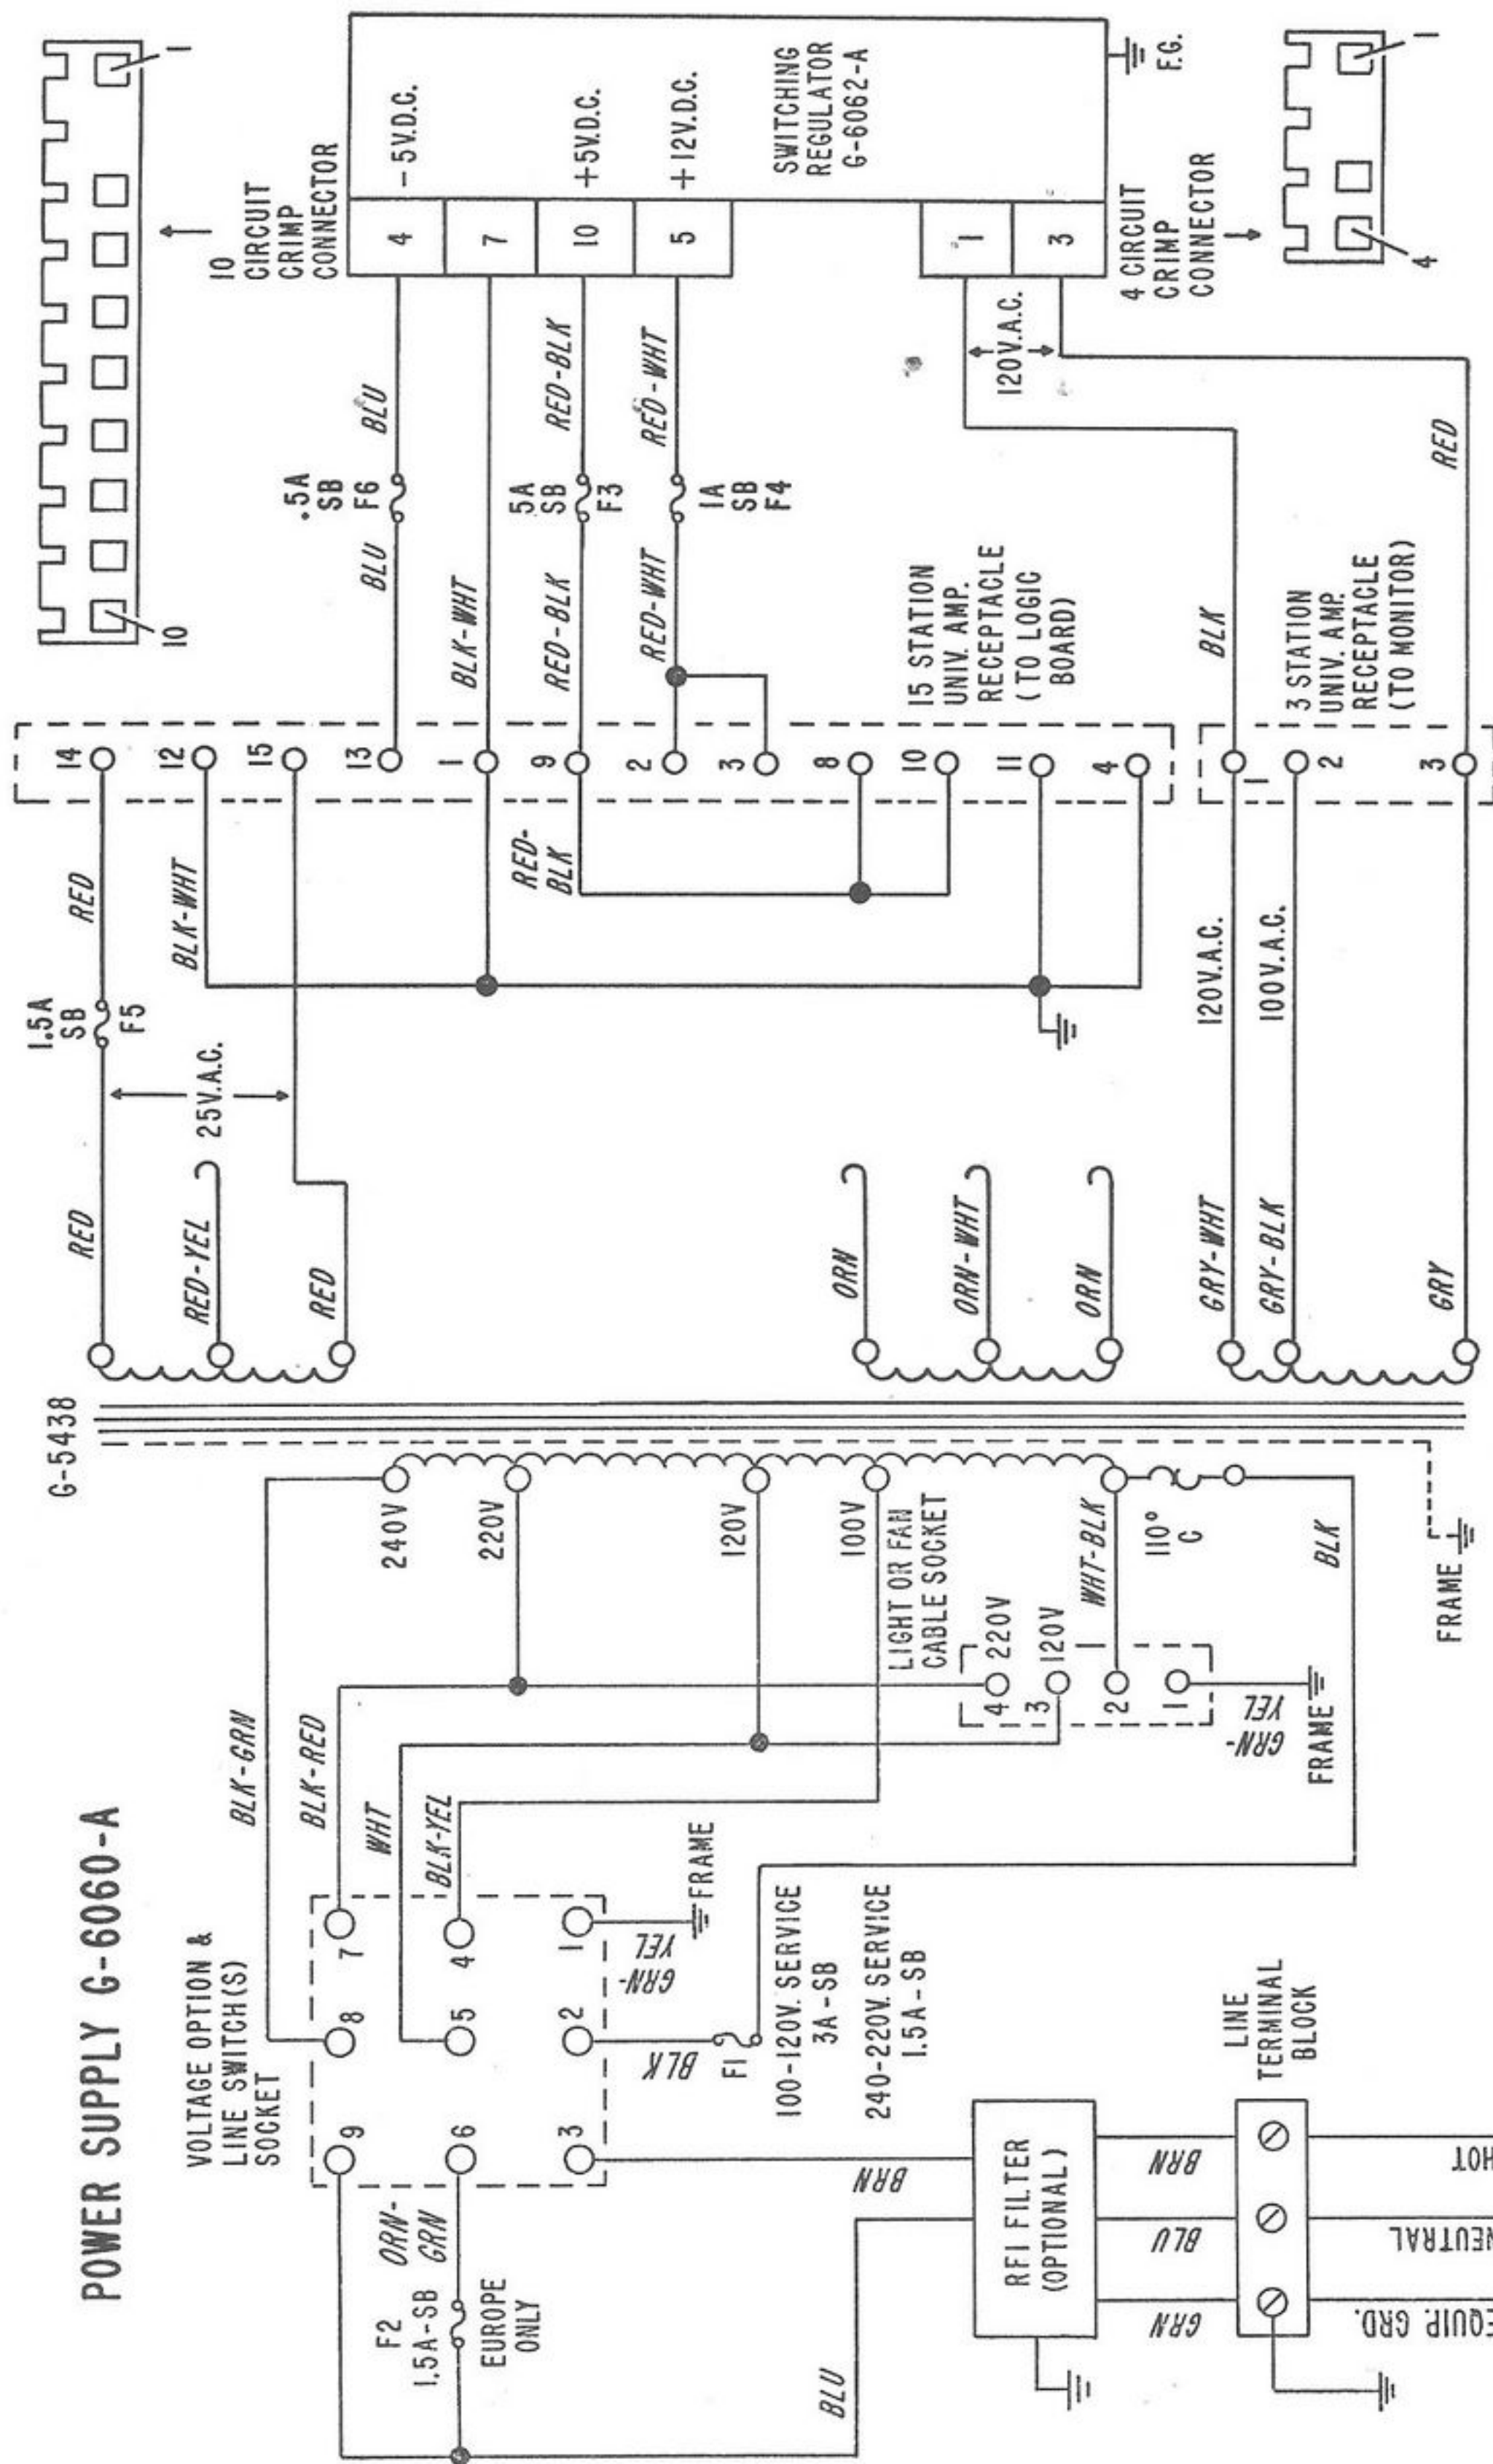 POWER SUPPLY G-6060-A
G-5438
VOLTAGE OPTION &
LINE SWITCH(S)
SOCKET
BLK-GRN
BLK-RED
WHT
BLK-YEL
9
8
7
6
5
4
3
2
1
F2
1.5A-SB
ORN-
GRN
EUROPE
ONLY
BLU
BRN
BLK
F1
GRN-
YEL
FRAME
100-120V. SERVICE
3A-SB
240-220V. SERVICE
1.5A-SB
RFI FILTER
(OPTIONAL)
GRN
BLU
BRN
LINE
TERMINAL
BLOCK
EQUIP. GRD.
NEUTRAL
HOT
240V
220V
120V
100V
LIGHT OR FAN
CABLE SOCKET
4
220V
3
120V
2
1
WHT-BLK
110°
C
BLK
GRN-
YEL
FRAME
FRAME
RED
RED-YEL
RED
25V.A.C.
1.5A
SB
F5
RED
BLK-WHT
ORN
ORN-WHT
ORN
RED-
BLK
GRY-WHT
120V.A.C.
GRY-BLK
100V.A.C.
GRY
14
12
15
13
1
9
2
3
8
10
11
4
15 STATION
UNIV. AMP.
RECEPTACLE
(TO LOGIC
BOARD)
1
2
3
3 STATION
UNIV. AMP.
RECEPTACLE
(TO MONITOR)
BLU
.5A
SB
F6
BLU
BLK-WHT
RED-BLK
5A
SB
F3
RED-BLK
RED-WHT
1A
SB
F4
RED-WHT
BLK
RED
120V.A.C.
10
1
10
CIRCUIT
CRIMP
CONNECTOR
4
-5V.D.C.
7
10
+5V.D.C.
5
+12V.D.C.
SWITCHING
REGULATOR
G-6062-A
1
3
F.G.
4 CIRCUIT
CRIMP
CONNECTOR
4
1